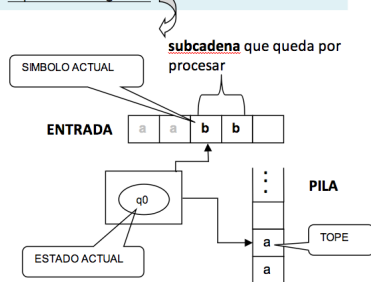 subcadena que queda por
procesar
SIMBOLO ACTUAL
ENTRADA a a b b
q0
PILA
a
TOPE
ESTADO ACTUAL
a